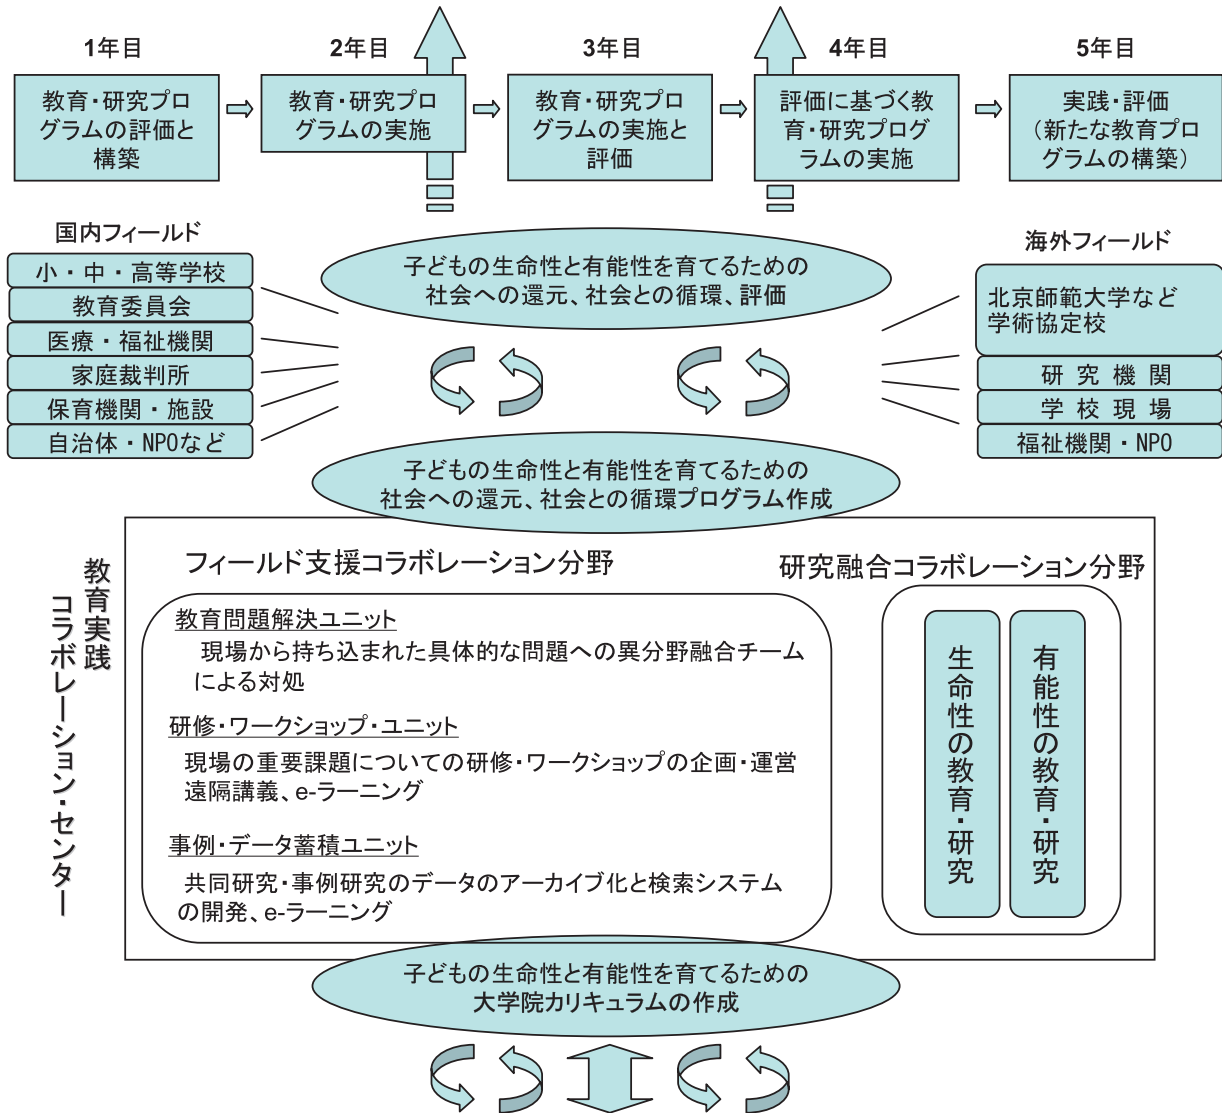 1年目
2年目
3年目
4年目
5年目
教育・研究プロ
グラムの評価と
構築
教育・研究プロ
グラムの実施
教育・研究プロ
グラムの実施と
評価
評価に基づく教
育・研究プログ
ラムの実施
実践・評価
（新たな教育プロ
グラムの構築）
国内フィールド
小・中・高等学校
教育委員会
医療・福祉機関
家庭裁判所
保育機関・施設
自治体・NPOなど
子どもの生命性と有能性を育てるための
社会への還元、社会との循環、評価
海外フィールド
北京師範大学など
学術協定校
研究機関
学校現場
福祉機関・NPO
子どもの生命性と有能性を育てるための
社会への還元、社会との循環プログラム作成
教育実践
コラボレーション・センター
フィールド支援コラボレーション分野
教育問題解決ユニット
現場から持ち込まれた具体的な問題への異分野融合チーム
による対処
研修・ワークショップ・ユニット
現場の重要課題についての研修・ワークショップの企画・運営
遠隔講義、e-ラーニング
事例・データ蓄積ユニット
共同研究・事例研究のデータのアーカイブ化と検索システム
の開発、e-ラーニング
研究融合コラボレーション分野
生命性の教育・研究
有能性の教育・研究
子どもの生命性と有能性を育てるための
大学院カリキュラムの作成